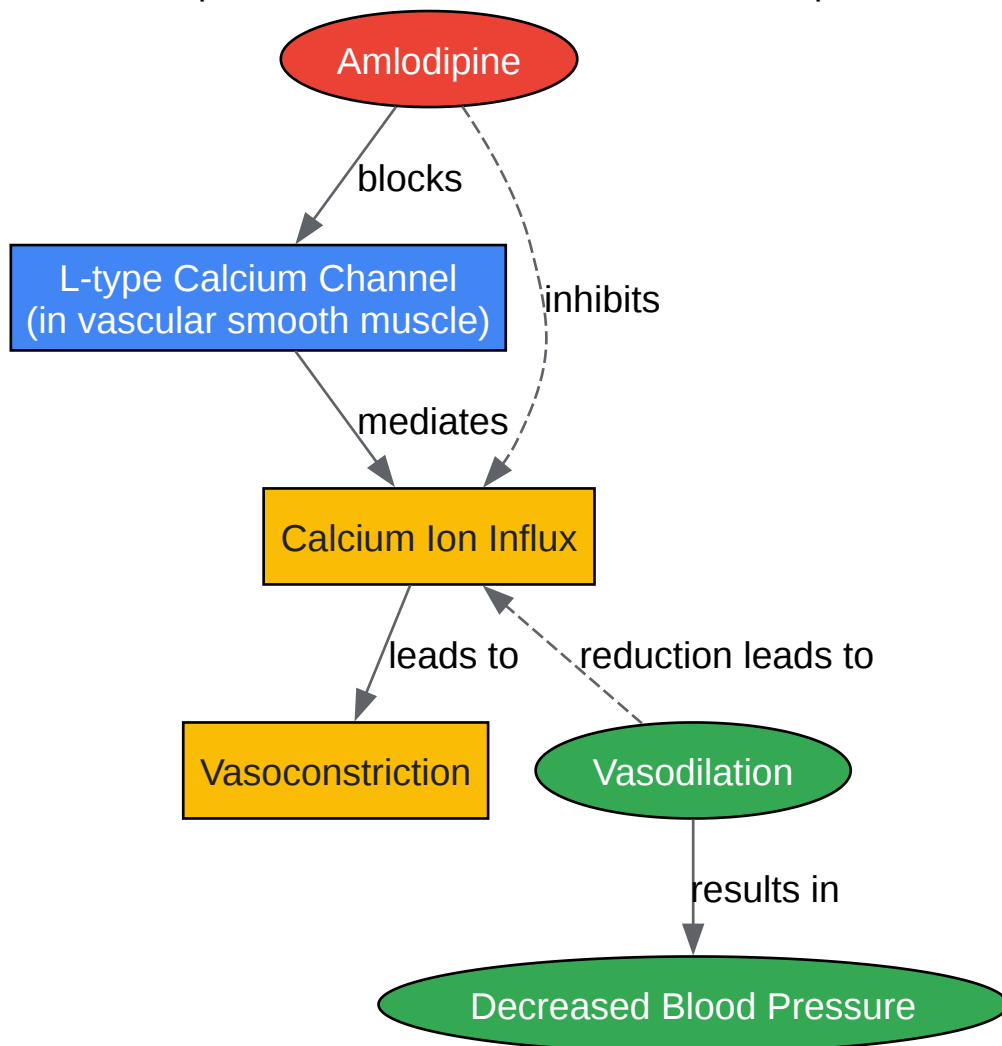 Amlodipine
blocks
L-type Calcium Channel
(in vascular smooth muscle)
inhibits
mediates
Calcium Ion Influx
leads to
reduction leads to
Vasoconstriction
Vasodilation
results in
Decreased Blood Pressure